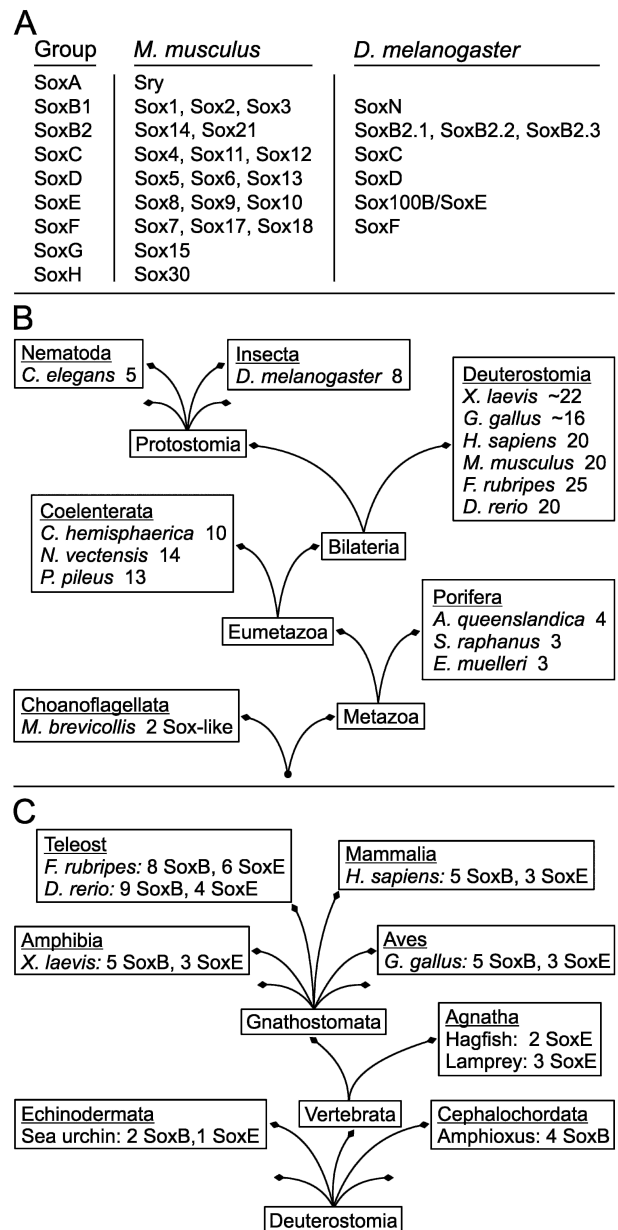 A
Group M. musculus D. melanogaster
SoxA Sry
SoxB1 Sox1, Sox2, Sox3 SoxN
SoxB2 Sox14, Sox21 SoxB2.1, SoxB2.2, SoxB2.3
SoxC Sox4, Sox11, Sox12 SoxC
SoxD Sox5, Sox6, Sox13 SoxD
SoxE Sox8, Sox9, Sox10 Sox100B/SoxE
SoxF Sox7, Sox17, Sox18 SoxF
SoxG Sox15
SoxH Sox30
B
Nematoda
C. elegans 5
Insecta
D. melanogaster 8
Deuterostomia
X. laevis ~22
G. gallus ~16
H. sapiens 20
M. musculus 20
F. rubripes 25
D. rerio 20
Protostomia
Coelenterata
C. hemisphaerica 10
N. vectensis 14
P. pileus 13
Bilateria
Porifera
A. queenslandica 4
S. raphanus 3
E. muelleri 3
Eumetazoa
Choanoflagellata
M. brevicollis 2 Sox-like
Metazoa
C
Teleost
F. rubripes: 8 SoxB, 6 SoxE
D. rerio: 9 SoxB, 4 SoxE
Mammalia
H. sapiens: 5 SoxB, 3 SoxE
Amphibia
X. laevis: 5 SoxB, 3 SoxE
Aves
G. gallus: 5 SoxB, 3 SoxE
Gnathostomata
Agnatha
Hagfish: 2 SoxE
Lamprey: 3 SoxE
Echinodermata
Sea urchin: 2 SoxB,1 SoxE
Vertebrata
Cephalochordata
Amphioxus: 4 SoxB
Deuterostomia